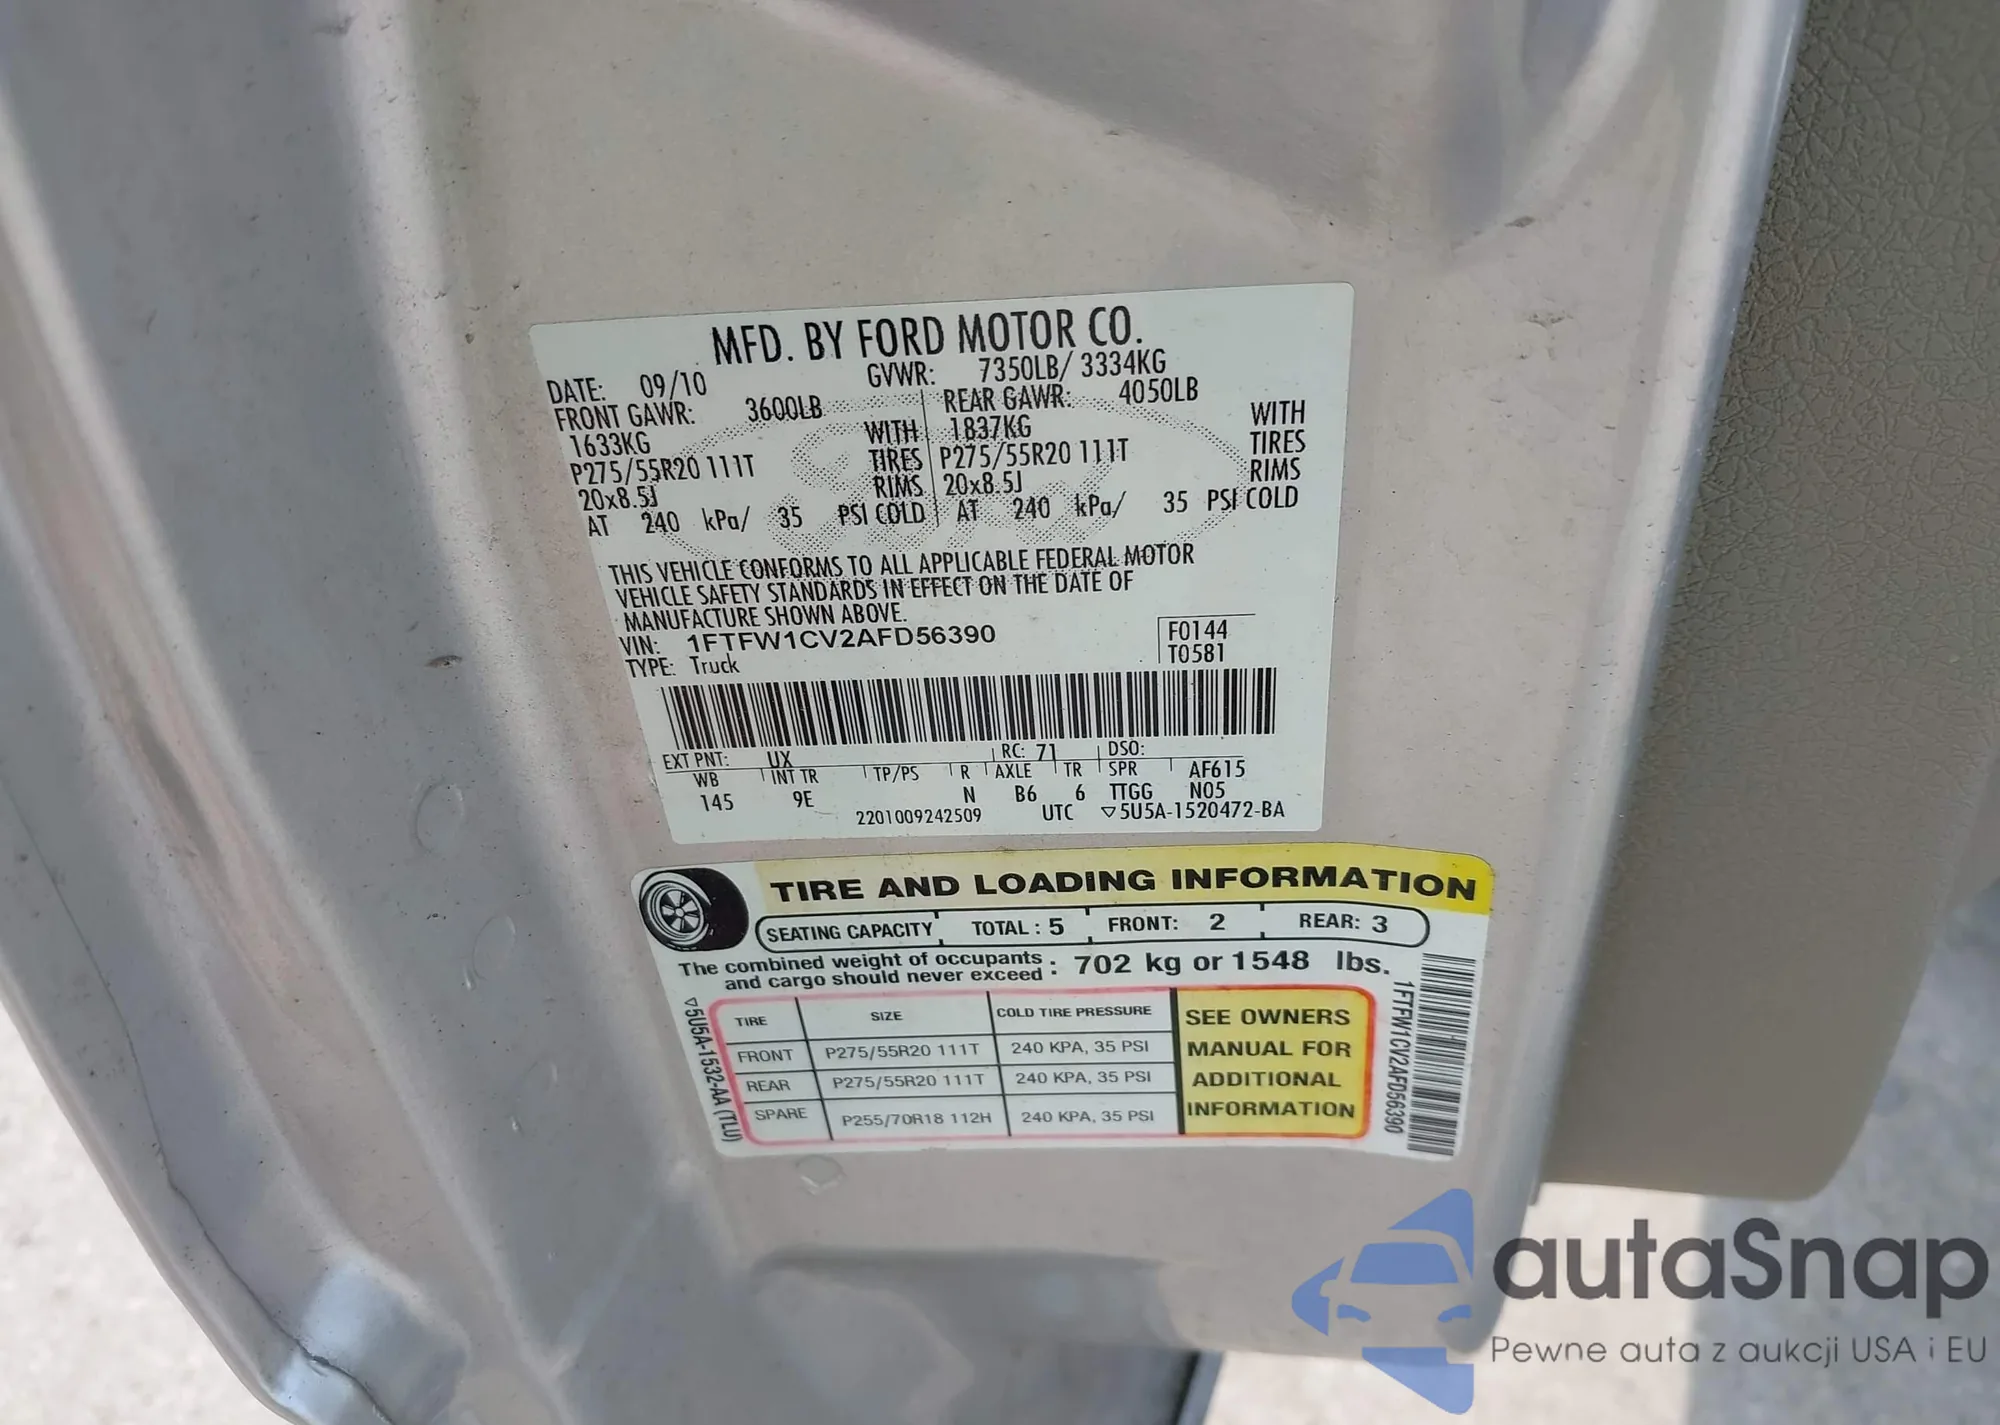 MFD. BY FORD MOTOR CO.
DATE: 09/10 GVWR: 7350LB/ 3334KG
FRONT GAWR: 3600LB REAR GAWR: 4050LB
1633KG WITH 1837KG WITH
P275/55R20 111T TIRES P275/55R20 111T TIRES
20x8.5J RIMS 20x8.5J RIMS
AT 240 kPa/ 35 PSI COLD AT 240 kPa/ 35 PSI COLD
THIS VEHICLE CONFORMS TO ALL APPLICABLE FEDERAL MOTOR
VEHICLE SAFETY STANDARDS IN EFFECT ON THE DATE OF
MANUFACTURE SHOWN ABOVE.
VIN: 1FTFW1CV2AFD56390 F0144
TYPE: Truck T0581
EXT PNT: UX RC: 71 DSO:
WB INT TR TP/PS R AXLE TR SPR AF615
145 9E N B6 6 TTGG N05
2201009242509 UTC ▽5U5A-1520472-BA
TIRE AND LOADING INFORMATION
SEATING CAPACITY TOTAL : 5 FRONT: 2 REAR: 3
The combined weight of occupants
and cargo should never exceed : 702 kg or 1548 lbs.
TIRE SIZE COLD TIRE PRESSURE
FRONT P275/55R20 111T 240 KPA, 35 PSI
REAR P275/55R20 111T 240 KPA, 35 PSI
SPARE P255/70R18 112H 240 KPA, 35 PSI
SEE OWNERS
MANUAL FOR
ADDITIONAL
INFORMATION
▽5U5A-1532-AA (TLU)
1FTFW1CV2AFD56390
autaSnap
Pewne auta z aukcji USA i EU